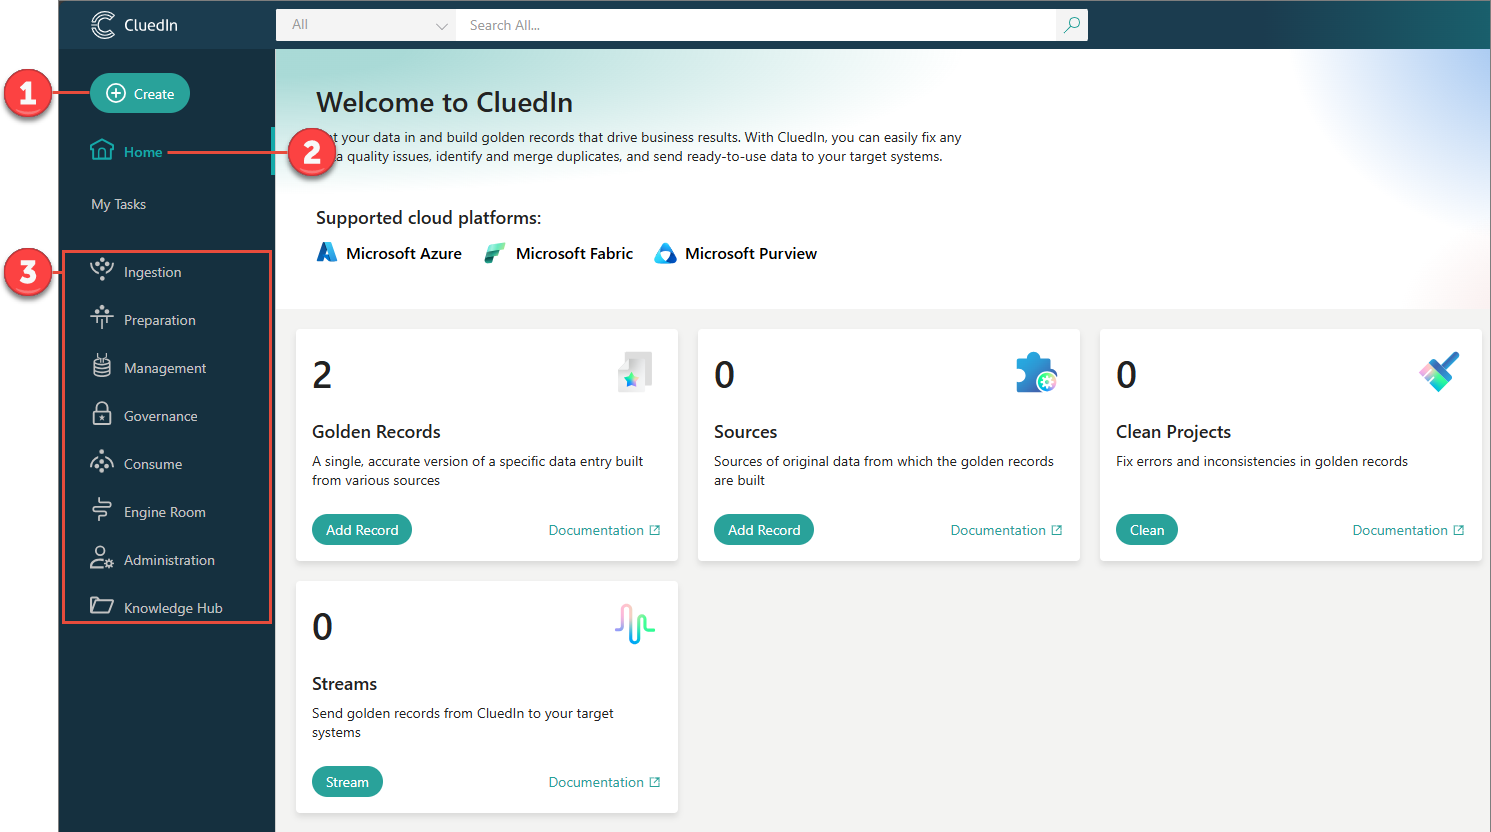 CluedIn
All
Search All...
1
Create
Welcome to CluedIn
your data in and build golden records that drive business results. With CluedIn, you can easily fix any
2
Home
quality issues, identify and merge duplicates, and send ready-to-use data to your target systems.
My Tasks
Supported cloud platforms:
Microsoft Azure
Microsoft Fabric
Microsoft Purview
3
Ingestion
Preparation
Management
Governance
Consume
Engine Room
Administration
Knowledge Hub
2
Golden Records
A single, accurate version of a specific data entry built
from various sources
Add Record
Documentation
0
Sources
Sources of original data from which the golden records
are built
Add Record
Documentation
0
Clean Projects
Fix errors and inconsistencies in golden records
Clean
Documentation
0
Streams
Send golden records from CluedIn to your target
systems
Stream
Documentation